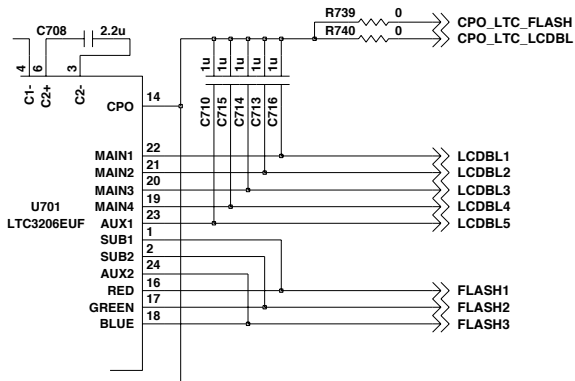 R739 0
CPO_LTC_FLASH
C708 2.2u
R740 0
CPO_LTC_LCDBL
4 6 3
1u 1u 1u 1u 1u
C1- C2+ C2-
14
CPO
C710 C715 C714 C713 C716
22
MAIN1 LCDBL1
21
MAIN2 LCDBL2
20
MAIN3 LCDBL3
19
U701 MAIN4 LCDBL4
23
LTC3206EUF AUX1 LCDBL5
1
SUB1
2
SUB2
24
AUX2
16
RED FLASH1
17
GREEN FLASH2
18
BLUE FLASH3